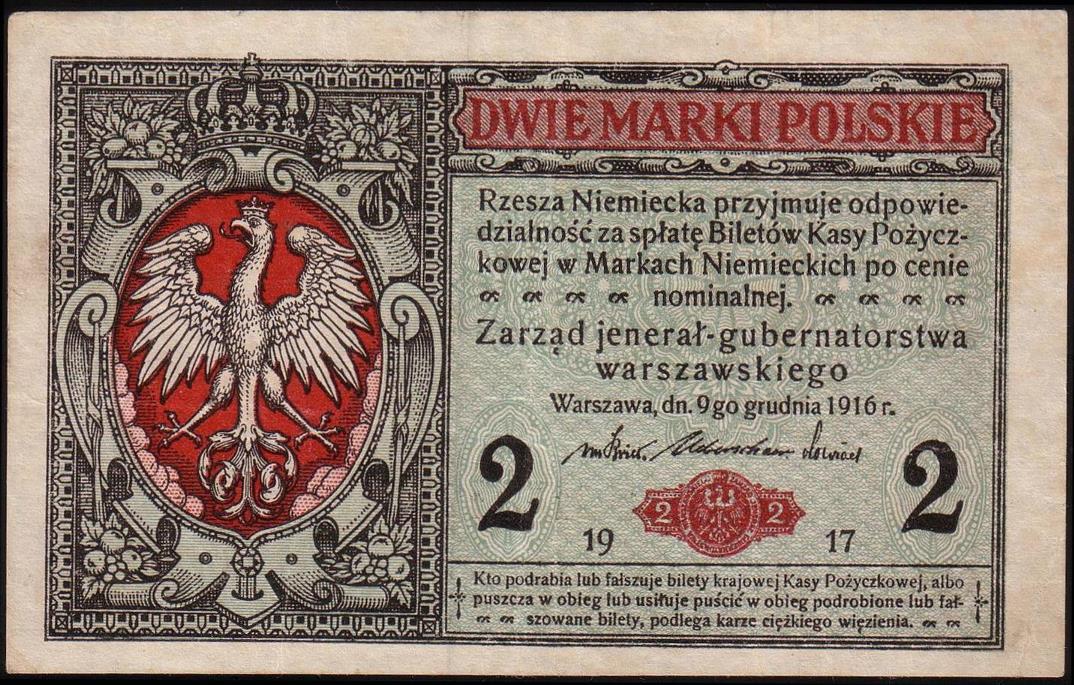 DWIE MARKI POLSKIE
Rzesza Niemiecka przyjmuje odpowie-
dzialność za spłatę Biletów Kasy Pożycz-
kowej w Markach Niemieckich po cenie
nominalnej.
Zarząd jenerał-gubernatorstwa
warszawskiego
Warszawa, dn. 9go grudnia 1916 r.
2 2
2 2
19 17
Kto podrabia lub fałszuje bilety krajowej Kasy Pożyczkowej, albo
puszcza w obieg lub usiłuje puścić w obieg podrobione lub fał-
szowane bilety, podlega karze ciężkiego więzienia.